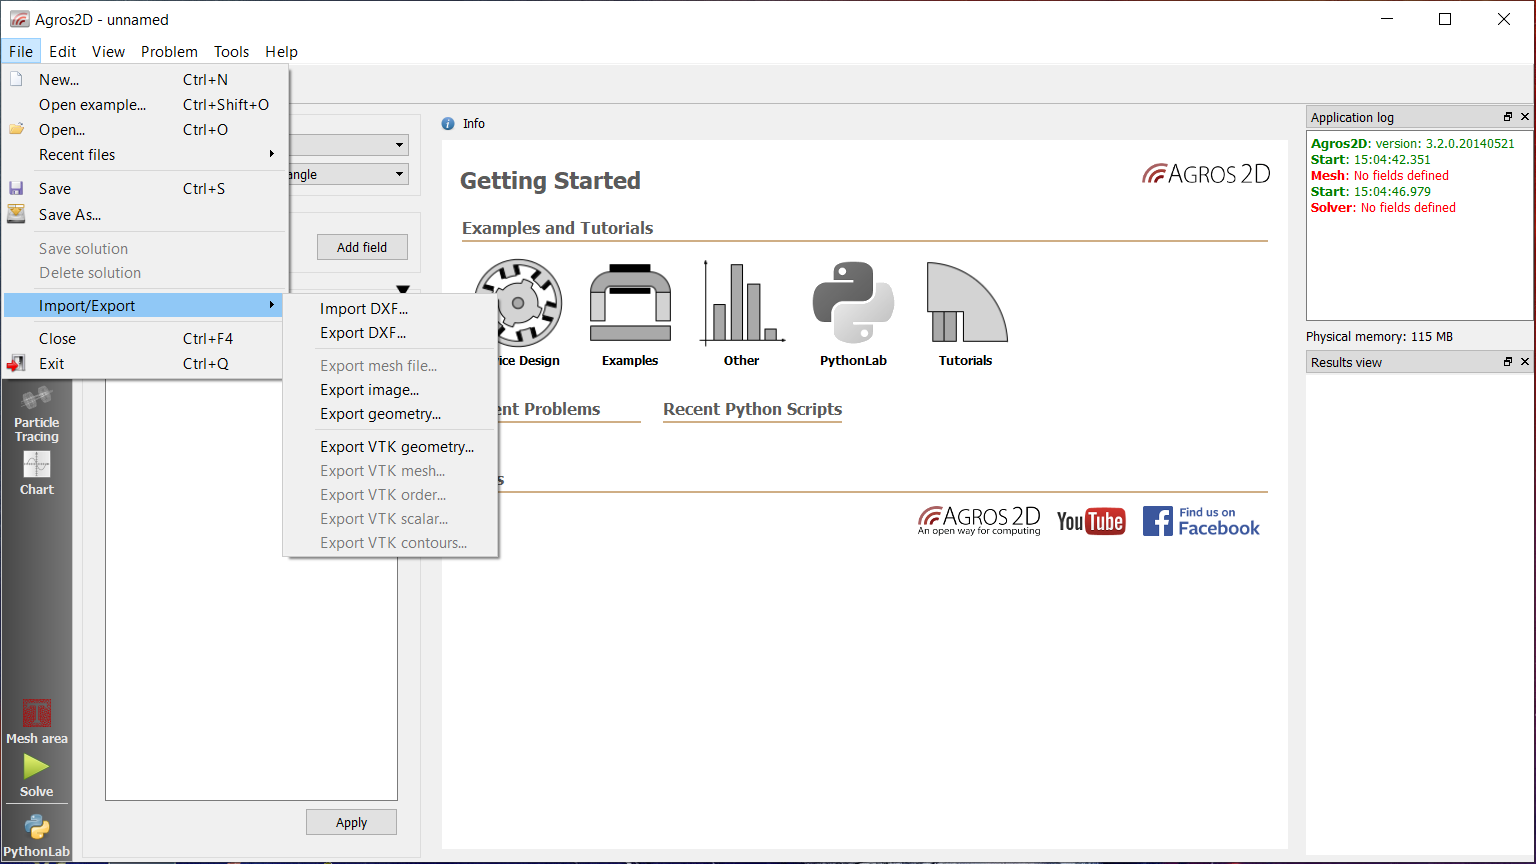 Agros2D - unnamed
File Edit View Problem Tools Help
New... Ctrl+N
Open example... Ctrl+Shift+O
Open... Ctrl+O
Recent files
Save Ctrl+S
Save As...
Save solution
Delete solution
Import/Export
Close Ctrl+F4
Exit Ctrl+Q
Import DXF...
Export DXF...
Export mesh file...
Export image...
Export geometry...
Export VTK geometry...
Export VTK mesh...
Export VTK order...
Export VTK scalar...
Export VTK contours...
angle
Add field
Particle
Tracing
Chart
Mesh area
Solve
PythonLab
Apply
Info
Getting Started
AGROS 2D
Examples and Tutorials
ice Design
Examples
Other
PythonLab
Tutorials
ent Problems
Recent Python Scripts
s
AGROS 2D
An open way for computing
YouTube
Find us on
Facebook
Application log
Agros2D: version: 3.2.0.20140521
Start: 15:04:42.351
Mesh: No fields defined
Start: 15:04:46.979
Solver: No fields defined
Physical memory: 115 MB
Results view